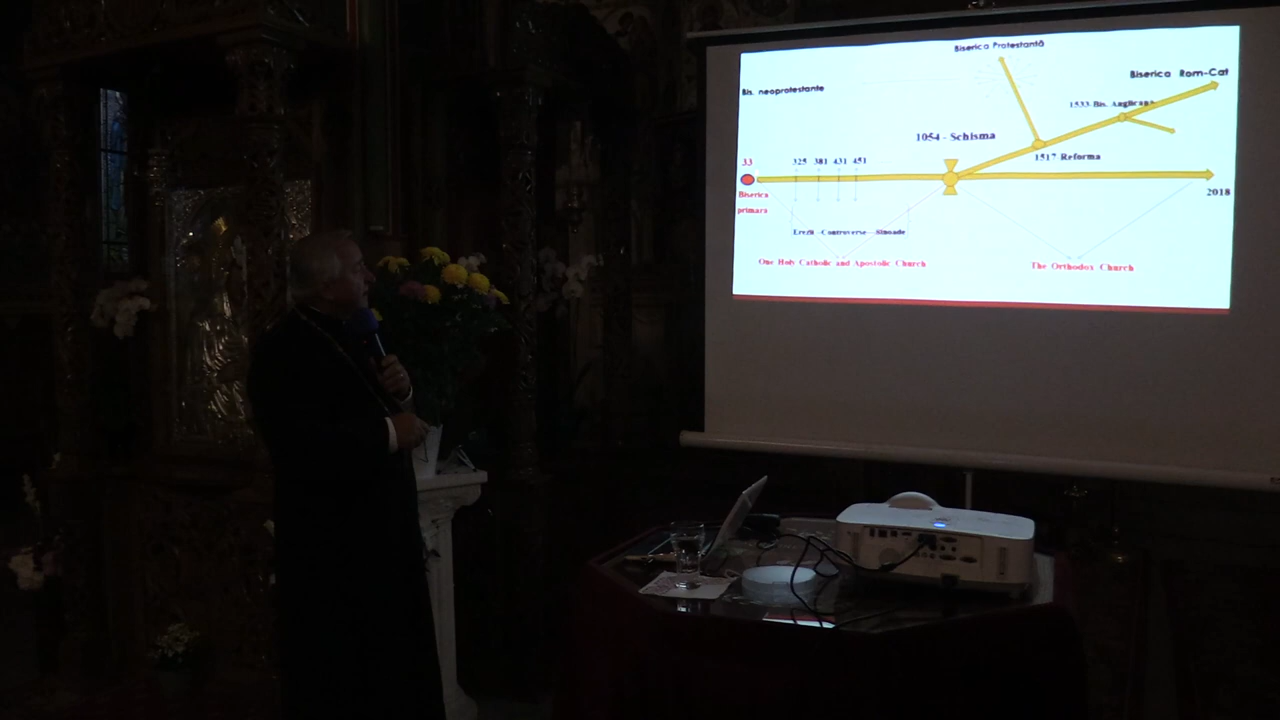 Biserica Protestantă
Biserica Rom-Cat
Bis. neoprotestante
1533 Bis. Anglicana
1054 - Schisma
1517 Reforma
33
325 381 431 451
Biserica
primara
2018
Erezii - Controverse - Sinoade
One Holy Catholic and Apostolic Church
The Orthodox Church